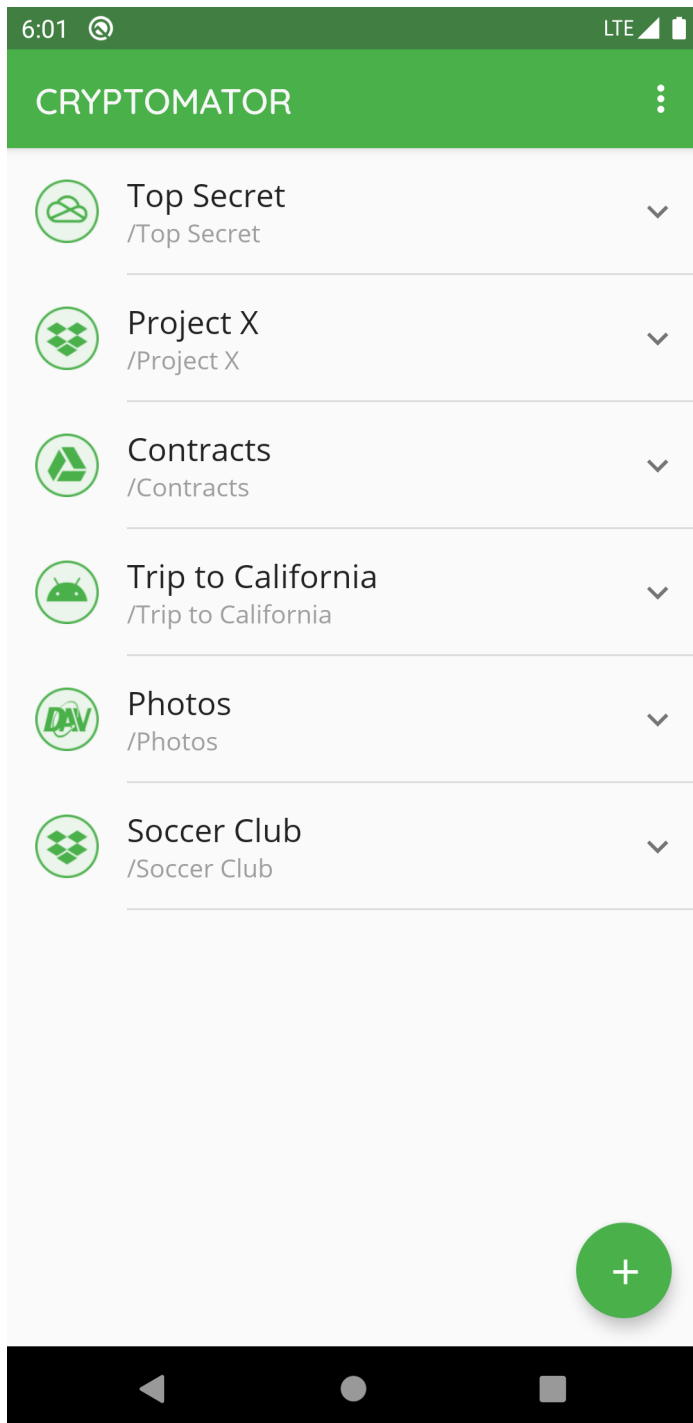 6:01 LTE
CRYPTOMATOR
Top Secret
/Top Secret
Project X
/Project X
Contracts
/Contracts
Trip to California
/Trip to California
DAV
Photos
/Photos
Soccer Club
/Soccer Club